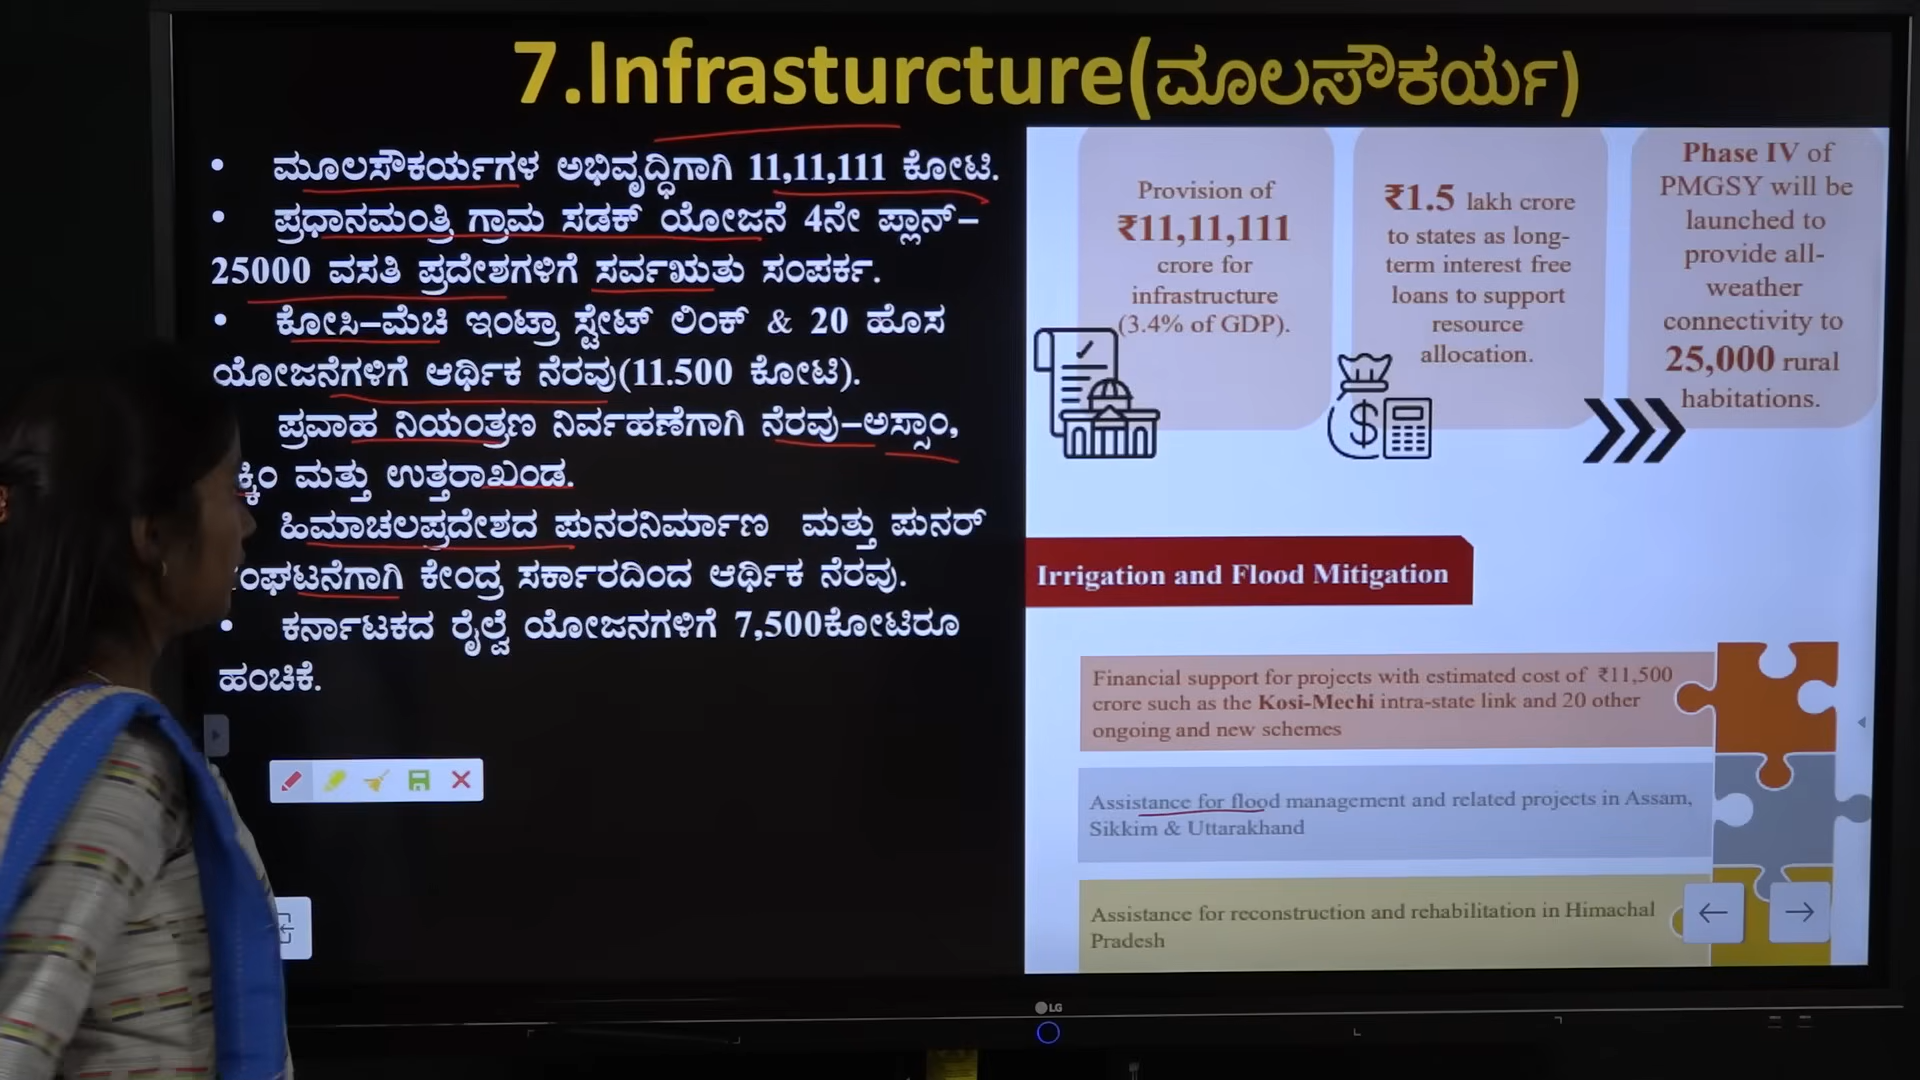 7.Infrasturcture(ಮೂಲಸೌಕರ್ಯ)
• ಮೂಲಸೌಕರ್ಯಗಳ ಅಭಿವೃದ್ಧಿಗಾಗಿ 11,11,111 ಕೋಟಿ.
• ಪ್ರಧಾನಮಂತ್ರಿ ಗ್ರಾಮ ಸಡಕ್ ಯೋಜನೆ 4ನೇ ಪ್ಲಾನ್–
25000 ವಸತಿ ಪ್ರದೇಶಗಳಿಗೆ ಸರ್ವಋತು ಸಂಪರ್ಕ.
• ಕೋಸಿ–ಮೆಚಿ ಇಂಟ್ರಾ ಸ್ಟೇಟ್ ಲಿಂಕ್ & 20 ಹೊಸ
ಯೋಜನೆಗಳಿಗೆ ಆರ್ಥಿಕ ನೆರವು(11.500 ಕೋಟಿ).
ಪ್ರವಾಹ ನಿಯಂತ್ರಣ ನಿರ್ವಹಣೆಗಾಗಿ ನೆರವು–ಅಸ್ಸಾಂ,
ಮತ್ತು ಉತ್ತರಾಖಂಡ.
ಹಿಮಾಚಲಪ್ರದೇಶದ ಪುನರನಿರ್ಮಾಣ ಮತ್ತು ಪುನರ್
ಕೇಂದ್ರ ಸರ್ಕಾರದಿಂದ ಆರ್ಥಿಕ ನೆರವು.
• ಕರ್ನಾಟಕದ ರೈಲ್ವೆ ಯೋಜನಗಳಿಗೆ 7,500ಕೋಟಿರೂ
ಹಂಚಿಕೆ.
Provision of
₹11,11,111
crore for
infrastructure
(3.4% of GDP).
₹1.5 lakh crore
to states as long-
term interest free
loans to support
resource
allocation.
Phase IV of
PMGSY will be
launched to
provide all-
weather
connectivity to
25,000 rural
habitations.
Irrigation and Flood Mitigation
Financial support for projects with estimated cost of ₹11,500
crore such as the Kosi-Mechi intra-state link and 20 other
ongoing and new schemes
Assistance for flood management and related projects in Assam,
Sikkim & Uttarakhand
Assistance for reconstruction and rehabilitation in Himachal
Pradesh
LG